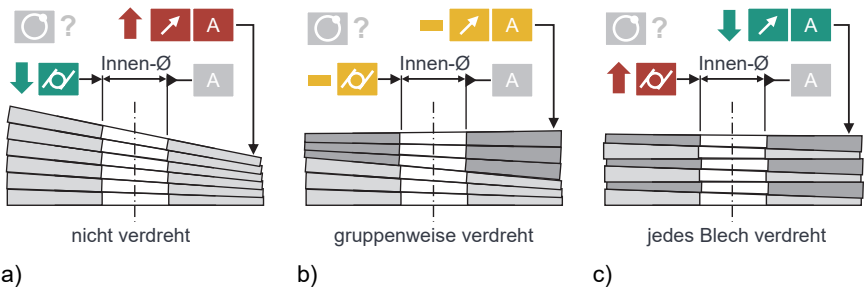 ? A
Innen-Ø
A
nicht verdreht
a)
? A
Innen-Ø
A
gruppenweise verdreht
b)
? A
Innen-Ø
A
jedes Blech verdreht
c)